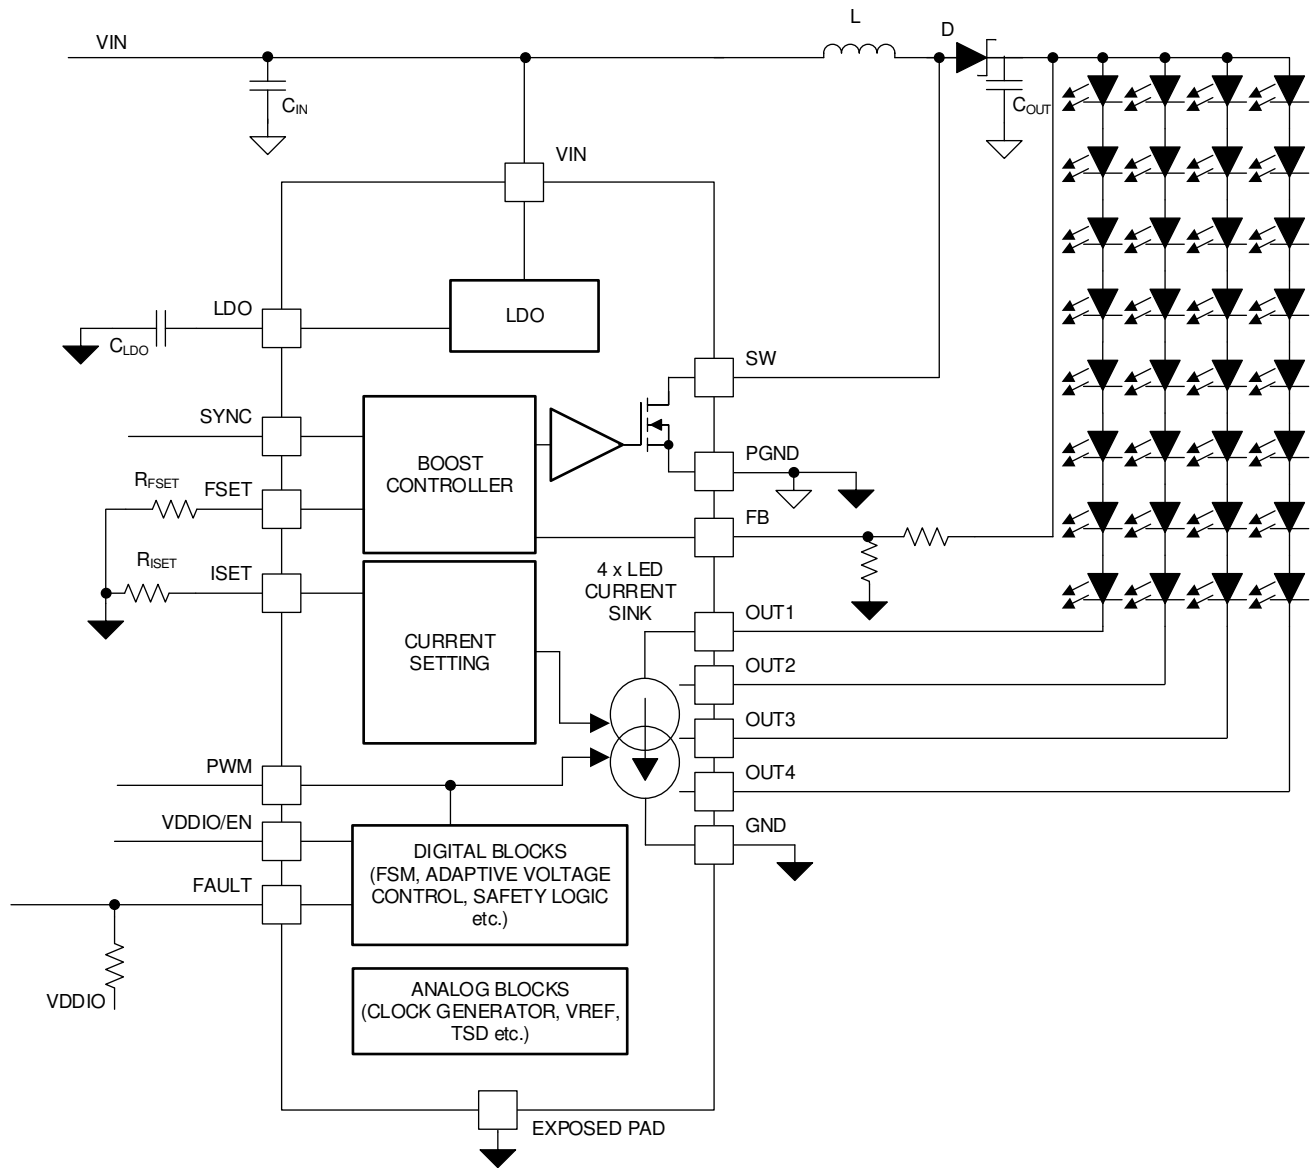 L
D
VIN
CIN
COUT
VIN
LDO
LDO
CLDO
SW
SYNC
BOOST
CONTROLLER
PGND
RFSET
FSET
FB
RISET
ISET
4 x LED
CURRENT
SINK
OUT1
CURRENT
SETTING
OUT2
OUT3
PWM
OUT4
VDDIO/EN
GND
DIGITAL BLOCKS
(FSM, ADAPTIVE VOLTAGE
CONTROL, SAFETY LOGIC
etc.)
FAULT
VDDIO
ANALOG BLOCKS
(CLOCK GENERATOR, VREF,
TSD etc.)
EXPOSED PAD